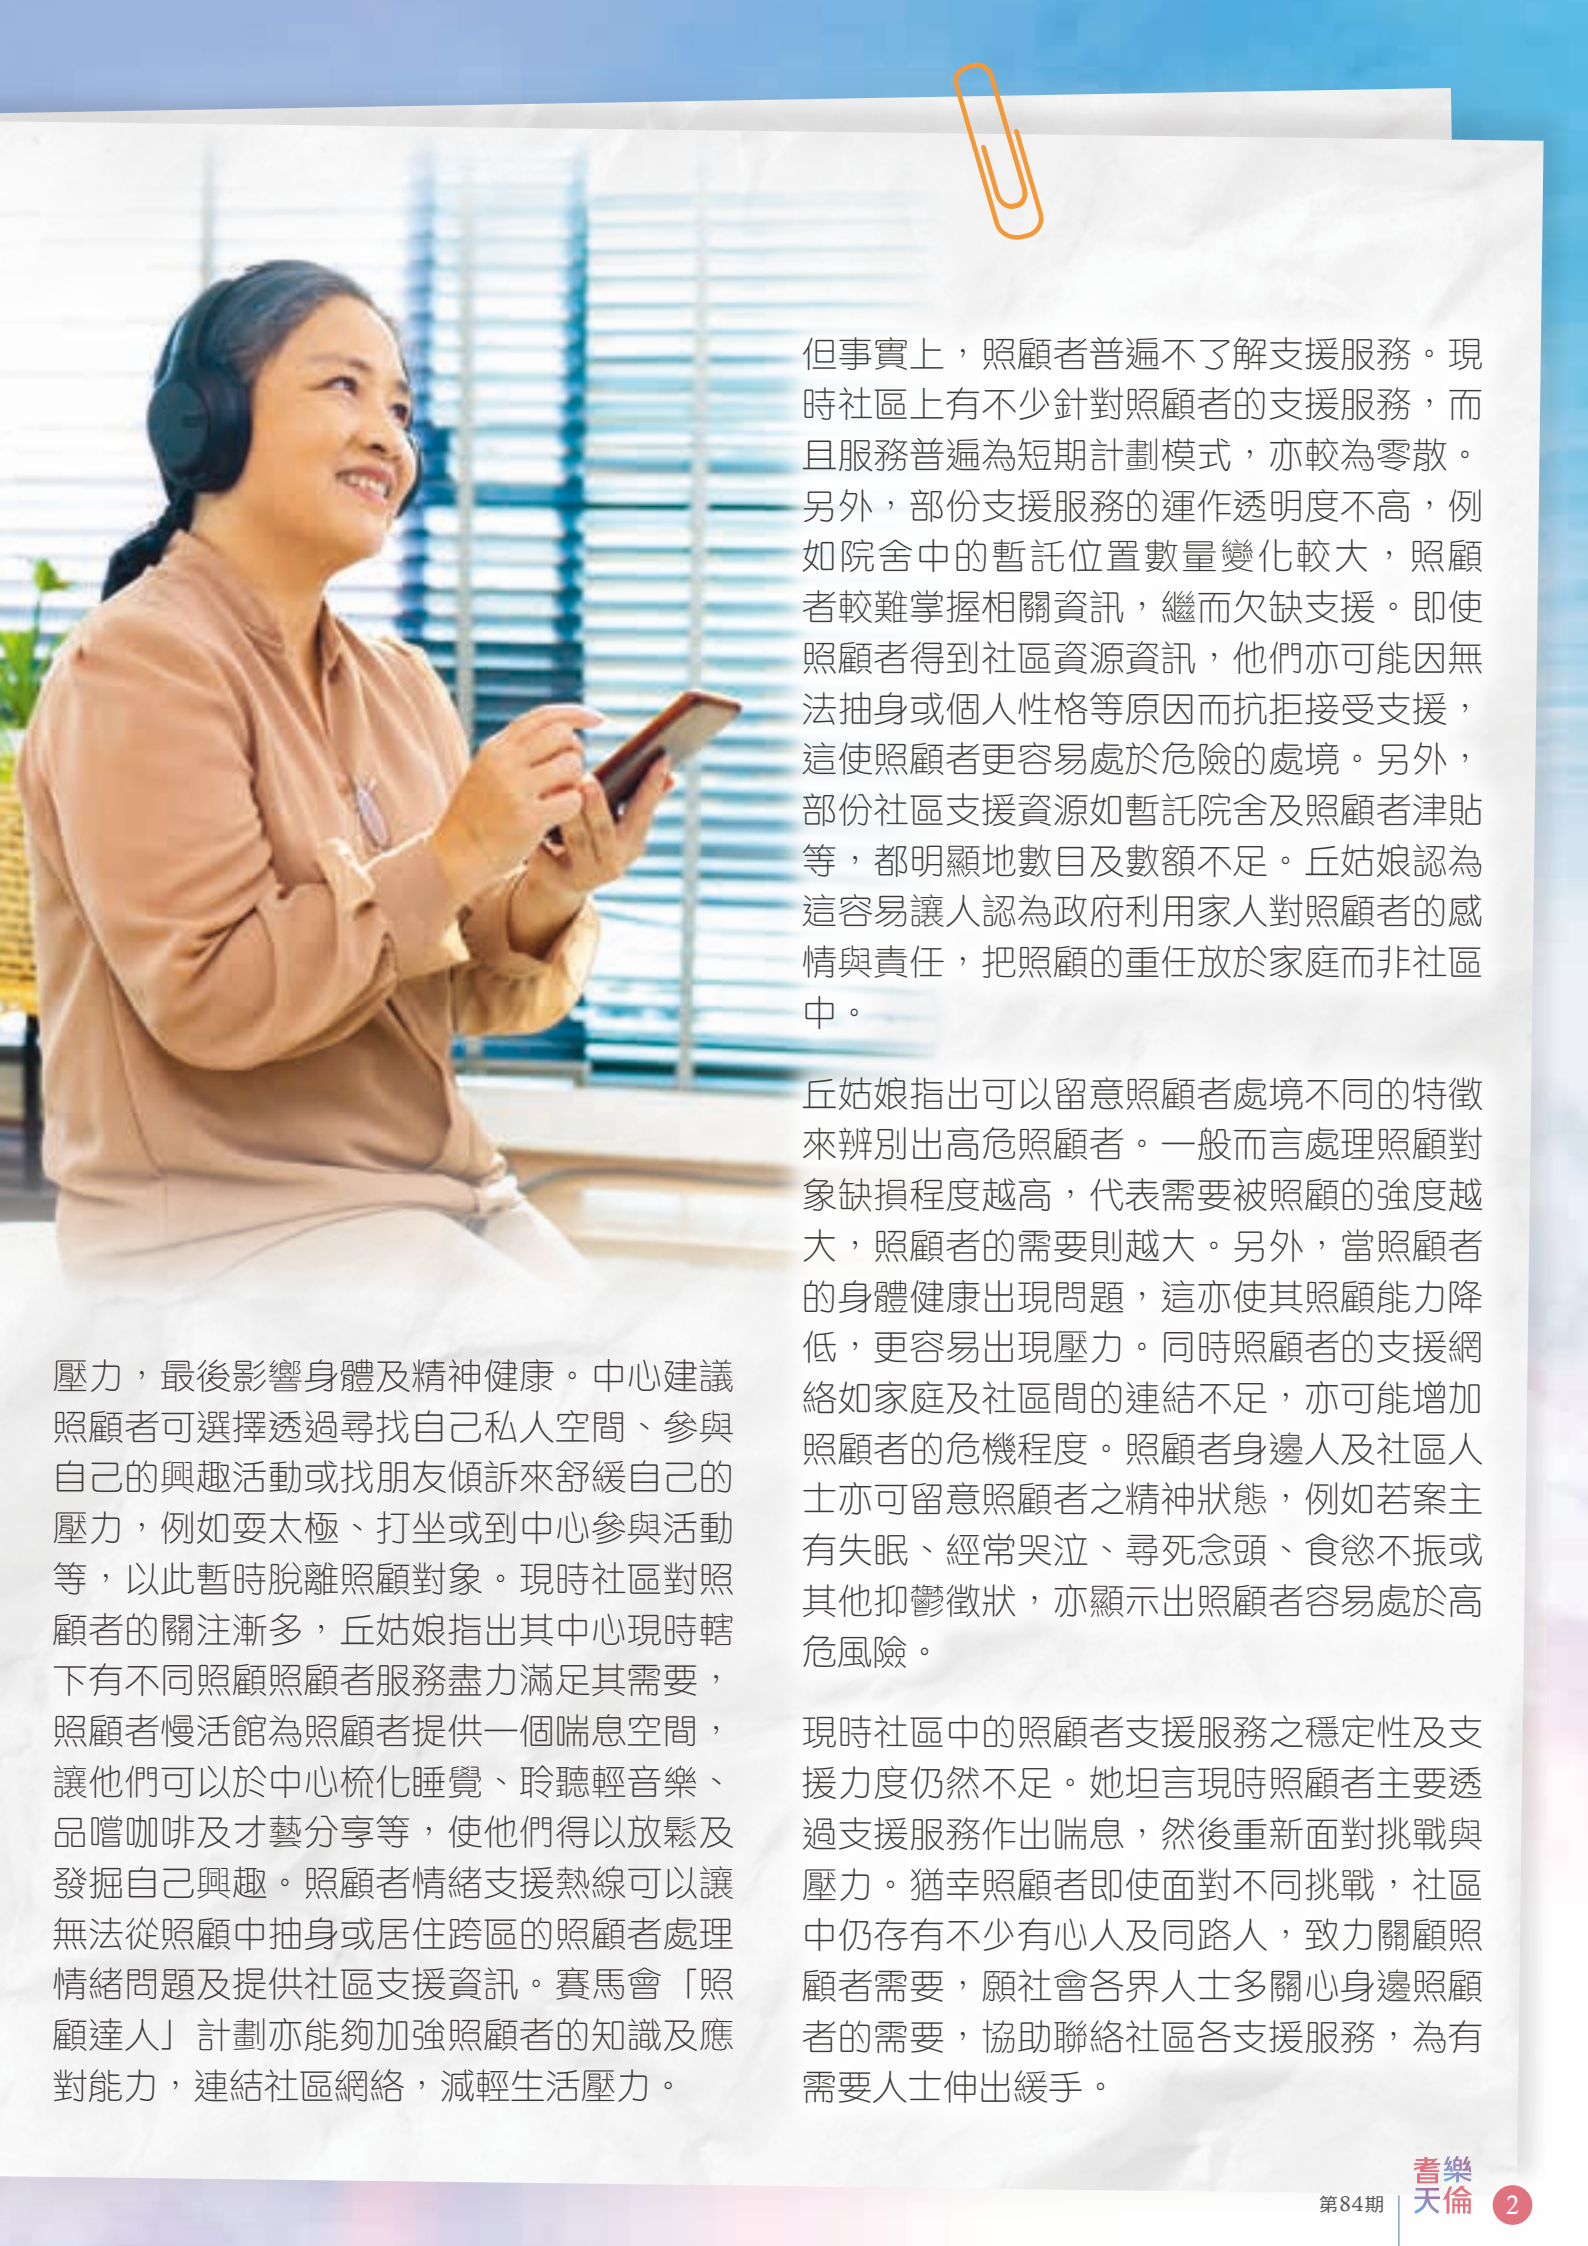 壓力，最後影響身體及精神健康。中心建議
照顧者可選擇透過尋找自己私人空間、參與
自己的興趣活動或找朋友傾訴來舒緩自己的
壓力，例如耍太極、打坐或到中心參與活動
等，以此暫時脫離照顧對象。現時社區對照
顧者的關注漸多，丘姑娘指出其中心現時轄
下有不同照顧照顧者服務盡力滿足其需要，
照顧者慢活館為照顧者提供一個喘息空間，
讓他們可以於中心梳化睡覺、聆聽輕音樂、
品嚐咖啡及才藝分享等，使他們得以放鬆及
發掘自己興趣。照顧者情緒支援熱線可以讓
無法從照顧中抽身或居住跨區的照顧者處理
情緒問題及提供社區支援資訊。賽馬會「照
顧達人」計劃亦能夠加強照顧者的知識及應
對能力，連結社區網絡，減輕生活壓力。
但事實上，照顧者普遍不了解支援服務。現
時社區上有不少針對照顧者的支援服務，而
且服務普遍為短期計劃模式，亦較為零散。
另外，部份支援服務的運作透明度不高，例
如院舍中的暫託位置數量變化較大，照顧
者較難掌握相關資訊，繼而欠缺支援。即使
照顧者得到社區資源資訊，他們亦可能因無
法抽身或個人性格等原因而抗拒接受支援，
這使照顧者更容易處於危險的處境。另外，
部份社區支援資源如暫託院舍及照顧者津貼
等，都明顯地數目及數額不足。丘姑娘認為
這容易讓人認為政府利用家人對照顧者的感
情與責任，把照顧的重任放於家庭而非社區
中。
丘姑娘指出可以留意照顧者處境不同的特徵
來辨別出高危照顧者。一般而言處理照顧對
象缺損程度越高，代表需要被照顧的強度越
大，照顧者的需要則越大。另外，當照顧者
的身體健康出現問題，這亦使其照顧能力降
低，更容易出現壓力。同時照顧者的支援網
絡如家庭及社區間的連結不足，亦可能增加
照顧者的危機程度。照顧者身邊人及社區人
士亦可留意照顧者之精神狀態，例如若案主
有失眠、經常哭泣、尋死念頭、食慾不振或
其他抑鬱徵狀，亦顯示出照顧者容易處於高
危風險。
現時社區中的照顧者支援服務之穩定性及支
援力度仍然不足。她坦言現時照顧者主要透
過支援服務作出喘息，然後重新面對挑戰與
壓力。猶幸照顧者即使面對不同挑戰，社區
中仍存有不少有心人及同路人，致力關顧照
顧者需要，願社會各界人士多關心身邊照顧
者的需要，協助聯絡社區各支援服務，為有
需要人士伸出緩手。
第84期
耆樂
天倫
2